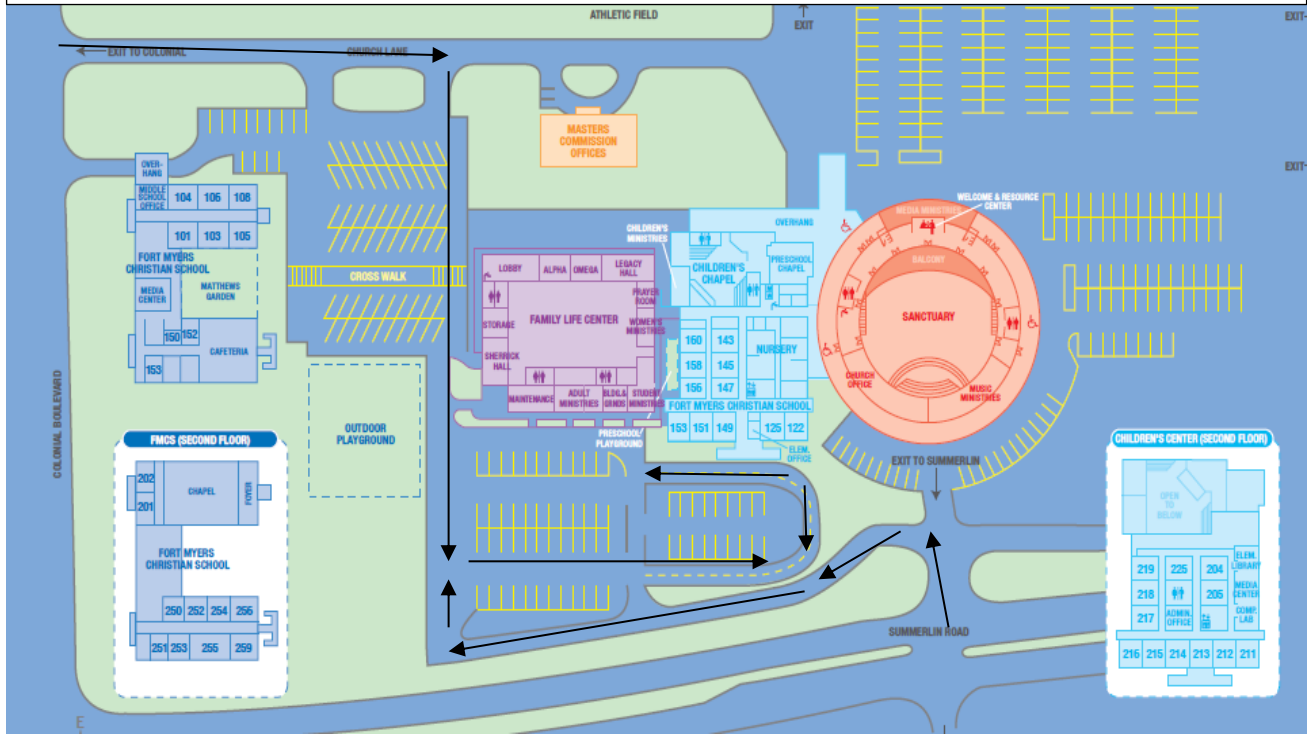 ATHLETIC FIELD
EXIT
EXIT
EXIT TO COLONIAL
CHURCH LANE
MASTERS
COMMISSION
OFFICES
OVER-
HANG
EXIT
MIDDLE
SCHOOL
OFFICE
104
106
108
WELCOME & RESOURCE
CENTER
MEDIA MINISTRIES
OVERHANG
CHILDREN'S
MINISTRIES
101
103
105
FORT MYERS
CHRISTIAN SCHOOL
BALCONY
LOBBY
ALPHA
OMEGA
LEGACY
HALL
CHILDREN'S
CHAPEL
PRESCHOOL
CHAPEL
CROSS WALK
MEDIA
CENTER
MATTHEWS
GARDEN
PRAYER
ROOM
FAMILY LIFE CENTER
SANCTUARY
STORAGE
WOMEN'S
MINISTRIES
150
152
160
143
NURSERY
CAFETERIA
SHERRICK
HALL
158
145
153
156
147
CHURCH
OFFICE
MUSIC
MINISTRIES
MAINTENANCE
ADULT
MINISTRIES
BLDG.&
GRNDS
STUDENT
MINISTRIES
FORT MYERS CHRISTIAN SCHOOL
COLONIAL BOULEVARD
OUTDOOR
PLAYGROUND
153
151
149
125
122
PRESCHOOL
PLAYGROUND
ELEM.
OFFICE
FMCS (SECOND FLOOR)
CHILDREN'S CENTER (SECOND FLOOR)
EXIT TO SUMMERLIN
202
CHAPEL
FOYER
201
OPEN
TO
BELOW
FORT MYERS
CHRISTIAN SCHOOL
219
225
204
ELEM.
LIBRARY
218
205
MEDIA
CENTER
217
ADMIN.
OFFICE
COMP.
LAB
250
252
254
256
SUMMERLIN ROAD
251
253
255
259
216
215
214
213
212
211
E